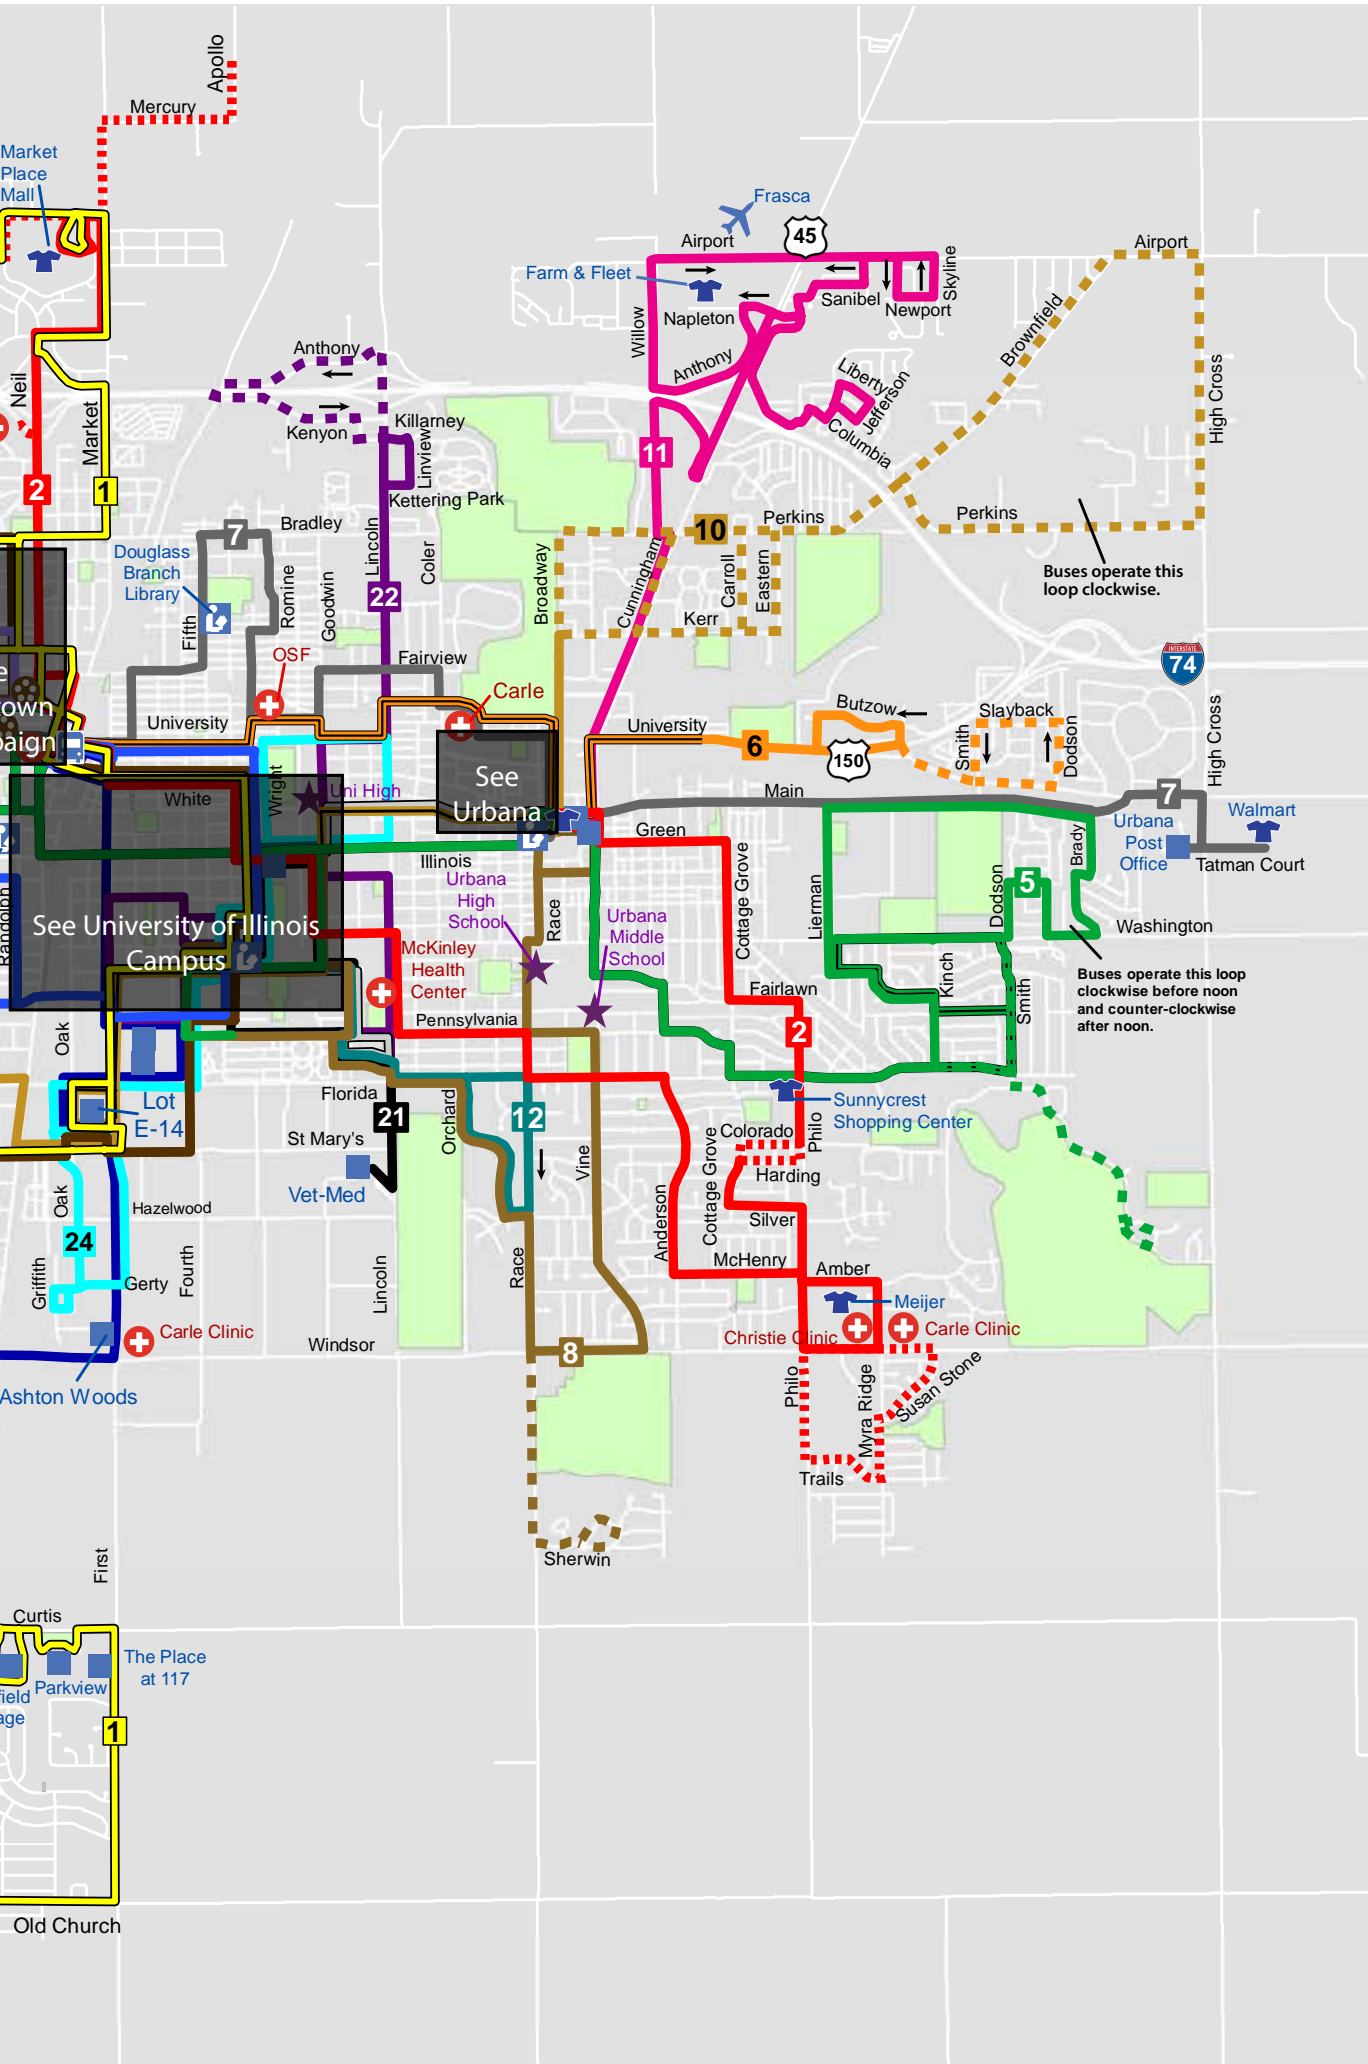 Apollo
Mercury
Market
Place
Mall
Frasca
Airport
45
Airport
Skyline
Farm & Fleet
Sanibel
Newport
Napleton
Willow
Anthony
Brownfield
Anthony
Liberty
Jefferson
High Cross
Neil
Market
Kenyon
Killarney
Linview
Columbia
11
2
1
Kettering Park
Perkins
Perkins
10
7
Bradley
Lincoln
Coler
Douglass
Branch
Library
Buses operate this
loop clockwise.
Broadway
Cunningham
Carroll
Eastern
22
Romine
Goodwin
Fifth
Kerr
OSF
Fairview
INTERSTATE
74
e
own
aign
Carle
University
University
Butzow
Slayback
Smith
Dodson
High Cross
6
150
See
Urbana
Wright
Uni High
White
Main
7
Walmart
Urbana
Post
Office
Tatman Court
Green
Illinois
Brady
Cottage Grove
Urbana
High
School
Lierman
Dodson
5
Randolph
See University of Illinois
Campus
Race
Urbana
Middle
School
Washington
McKinley
Health
Center
Kinch
Buses operate this loop
clockwise before noon
and counter-clockwise
after noon.
Fairlawn
Smith
Pennsylvania
2
Oak
Florida
Lot
E-14
21
Orchard
12
Sunnycrest
Shopping Center
St Mary's
Colorado
Philo
Vine
Harding
Vet-Med
Cottage Grove
Oak
Hazelwood
Anderson
Silver
24
McHenry
Griffith
Gerty
Fourth
Lincoln
Race
Amber
Meijer
Carle Clinic
Windsor
8
Christie Clinic
Carle Clinic
Ashton Woods
Philo
Myra Ridge
Susan Stone
Trails
Sherwin
First
Curtis
The Place
at 117
Parkview
field
age
1
Old Church